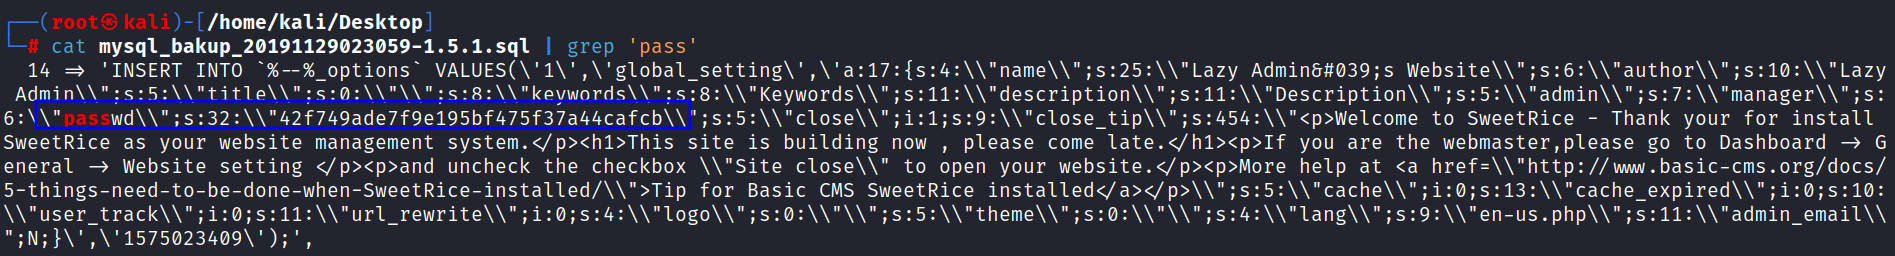 ┌──(root㉿kali)-[/home/kali/Desktop]
└─# cat mysql_bakup_20191129023059-1.5.1.sql | grep 'pass'
  14 => 'INSERT INTO `%--%_options` VALUES(\'1\',\'global_setting\',\'a:17:{s:4:\\"name\\";s:25:\\"Lazy Admin&#039;s Website\\";s:6:\\"author\\";s:10:\\"Lazy
 Admin\\";s:5:\\"title\\";s:0:\\"\\";s:8:\\"keywords\\";s:8:\\"Keywords\\";s:11:\\"description\\";s:11:\\"Description\\";s:5:\\"admin\\";s:7:\\"manager\\";s:
6:\\"passwd\\";s:32:\\"42f749ade7f9e195bf475f37a44cafcb\\";s:5:\\"close\\";i:1;s:9:\\"close_tip\\";s:454:\\"<p>Welcome to SweetRice - Thank your for install
SweetRice as your website management system.</p><h1>This site is building now , please come late.</h1><p>If you are the webmaster,please go to Dashboard -> G
eneral -> Website setting </p><p>and uncheck the checkbox \\"Site close\\" to open your website.</p><p>More help at <a href=\\"http://www.basic-cms.org/docs/
5-things-need-to-be-done-when-SweetRice-installed/\\">Tip for Basic CMS SweetRice installed</a></p>\\";s:5:\\"cache\\";i:0;s:13:\\"cache_expired\\";i:0;s:10:
\\"user_track\\";i:0;s:11:\\"url_rewrite\\";i:0;s:4:\\"logo\\";s:0:\\"\\";s:5:\\"theme\\";s:0:\\"\\";s:4:\\"lang\\";s:9:\\"en-us.php\\";s:11:\\"admin_email\\
";N;}\',\'1575023409\');',